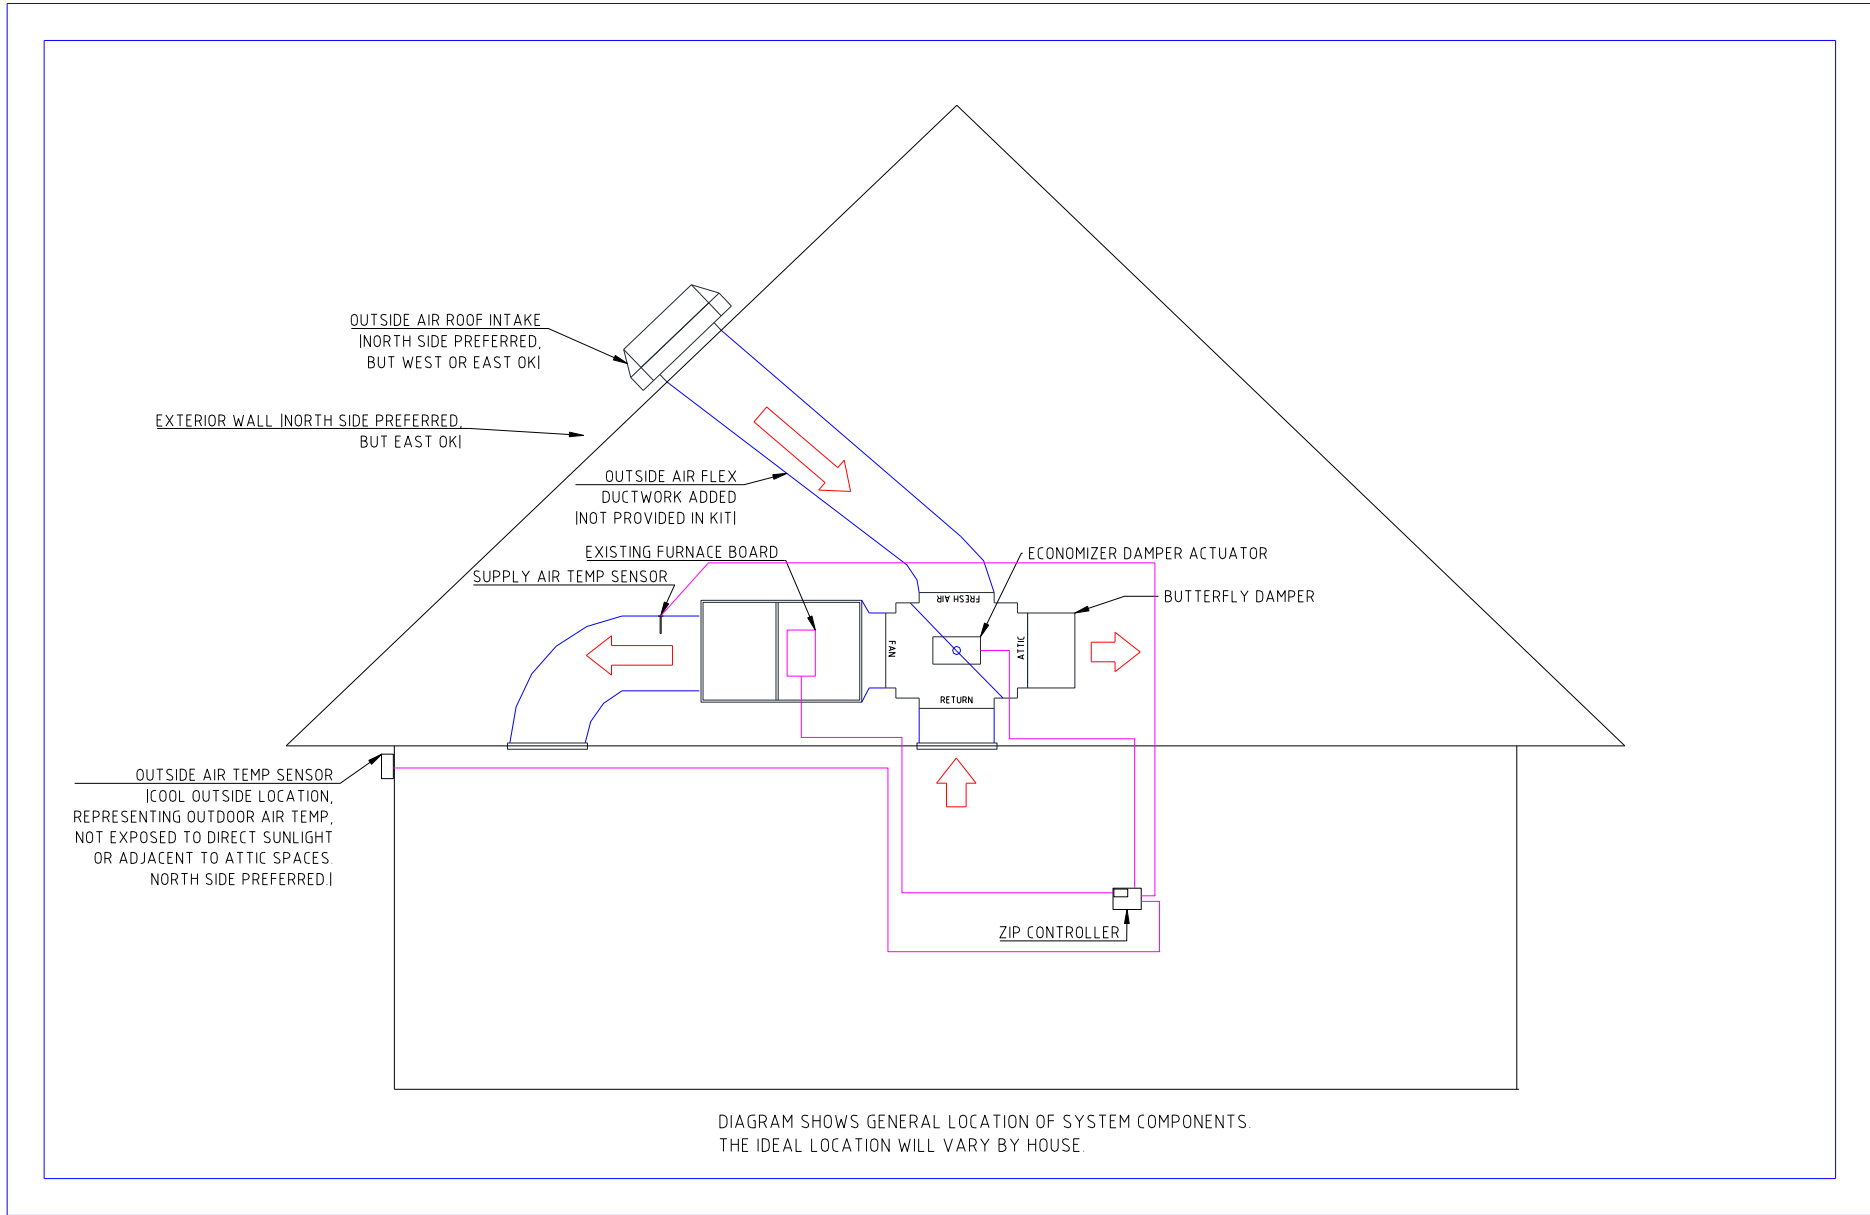 OUTSIDE AIR ROOF INTAKE
|NORTH SIDE PREFERRED,
BUT WEST OR EAST OK|
EXTERIOR WALL |NORTH SIDE PREFERRED,
BUT EAST OK|
OUTSIDE AIR FLEX
DUCTWORK ADDED
|NOT PROVIDED IN KIT|
EXISTING FURNACE BOARD
SUPPLY AIR TEMP SENSOR
ECONOMIZER DAMPER ACTUATOR
BUTTERFLY DAMPER
FRESH AIR
FAN
ATTIC
RETURN
OUTSIDE AIR TEMP SENSOR
|COOL OUTSIDE LOCATION,
REPRESENTING OUTDOOR AIR TEMP,
NOT EXPOSED TO DIRECT SUNLIGHT
OR ADJACENT TO ATTIC SPACES.
NORTH SIDE PREFERRED.|
ZIP CONTROLLER
DIAGRAM SHOWS GENERAL LOCATION OF SYSTEM COMPONENTS.
THE IDEAL LOCATION WILL VARY BY HOUSE.